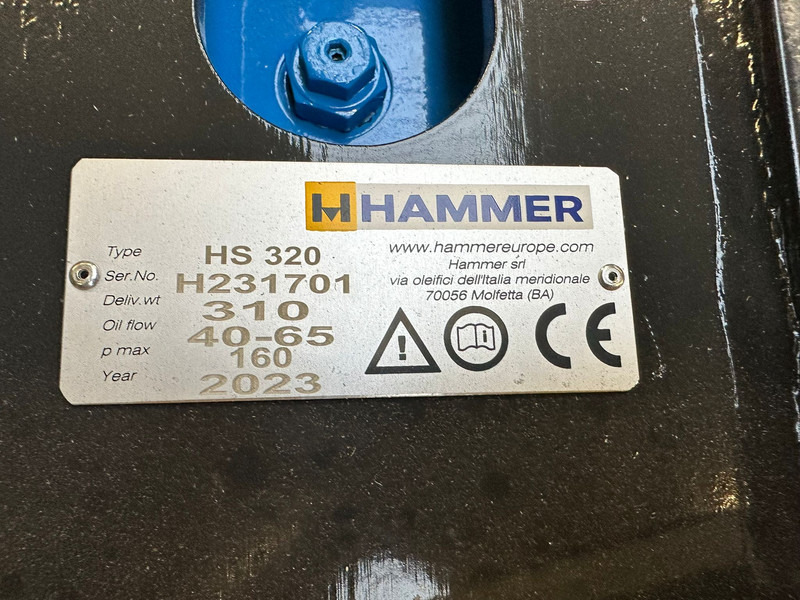 HHAMMER
www.hammereurope.com
Hammer srl
via oleifici dell'Italia meridionale
70056 Molfetta (BA)
Type HS 320
Ser.No. H231701
Deliv.wt 310
Oil flow 40-65
p max 160
Year 2023
CE